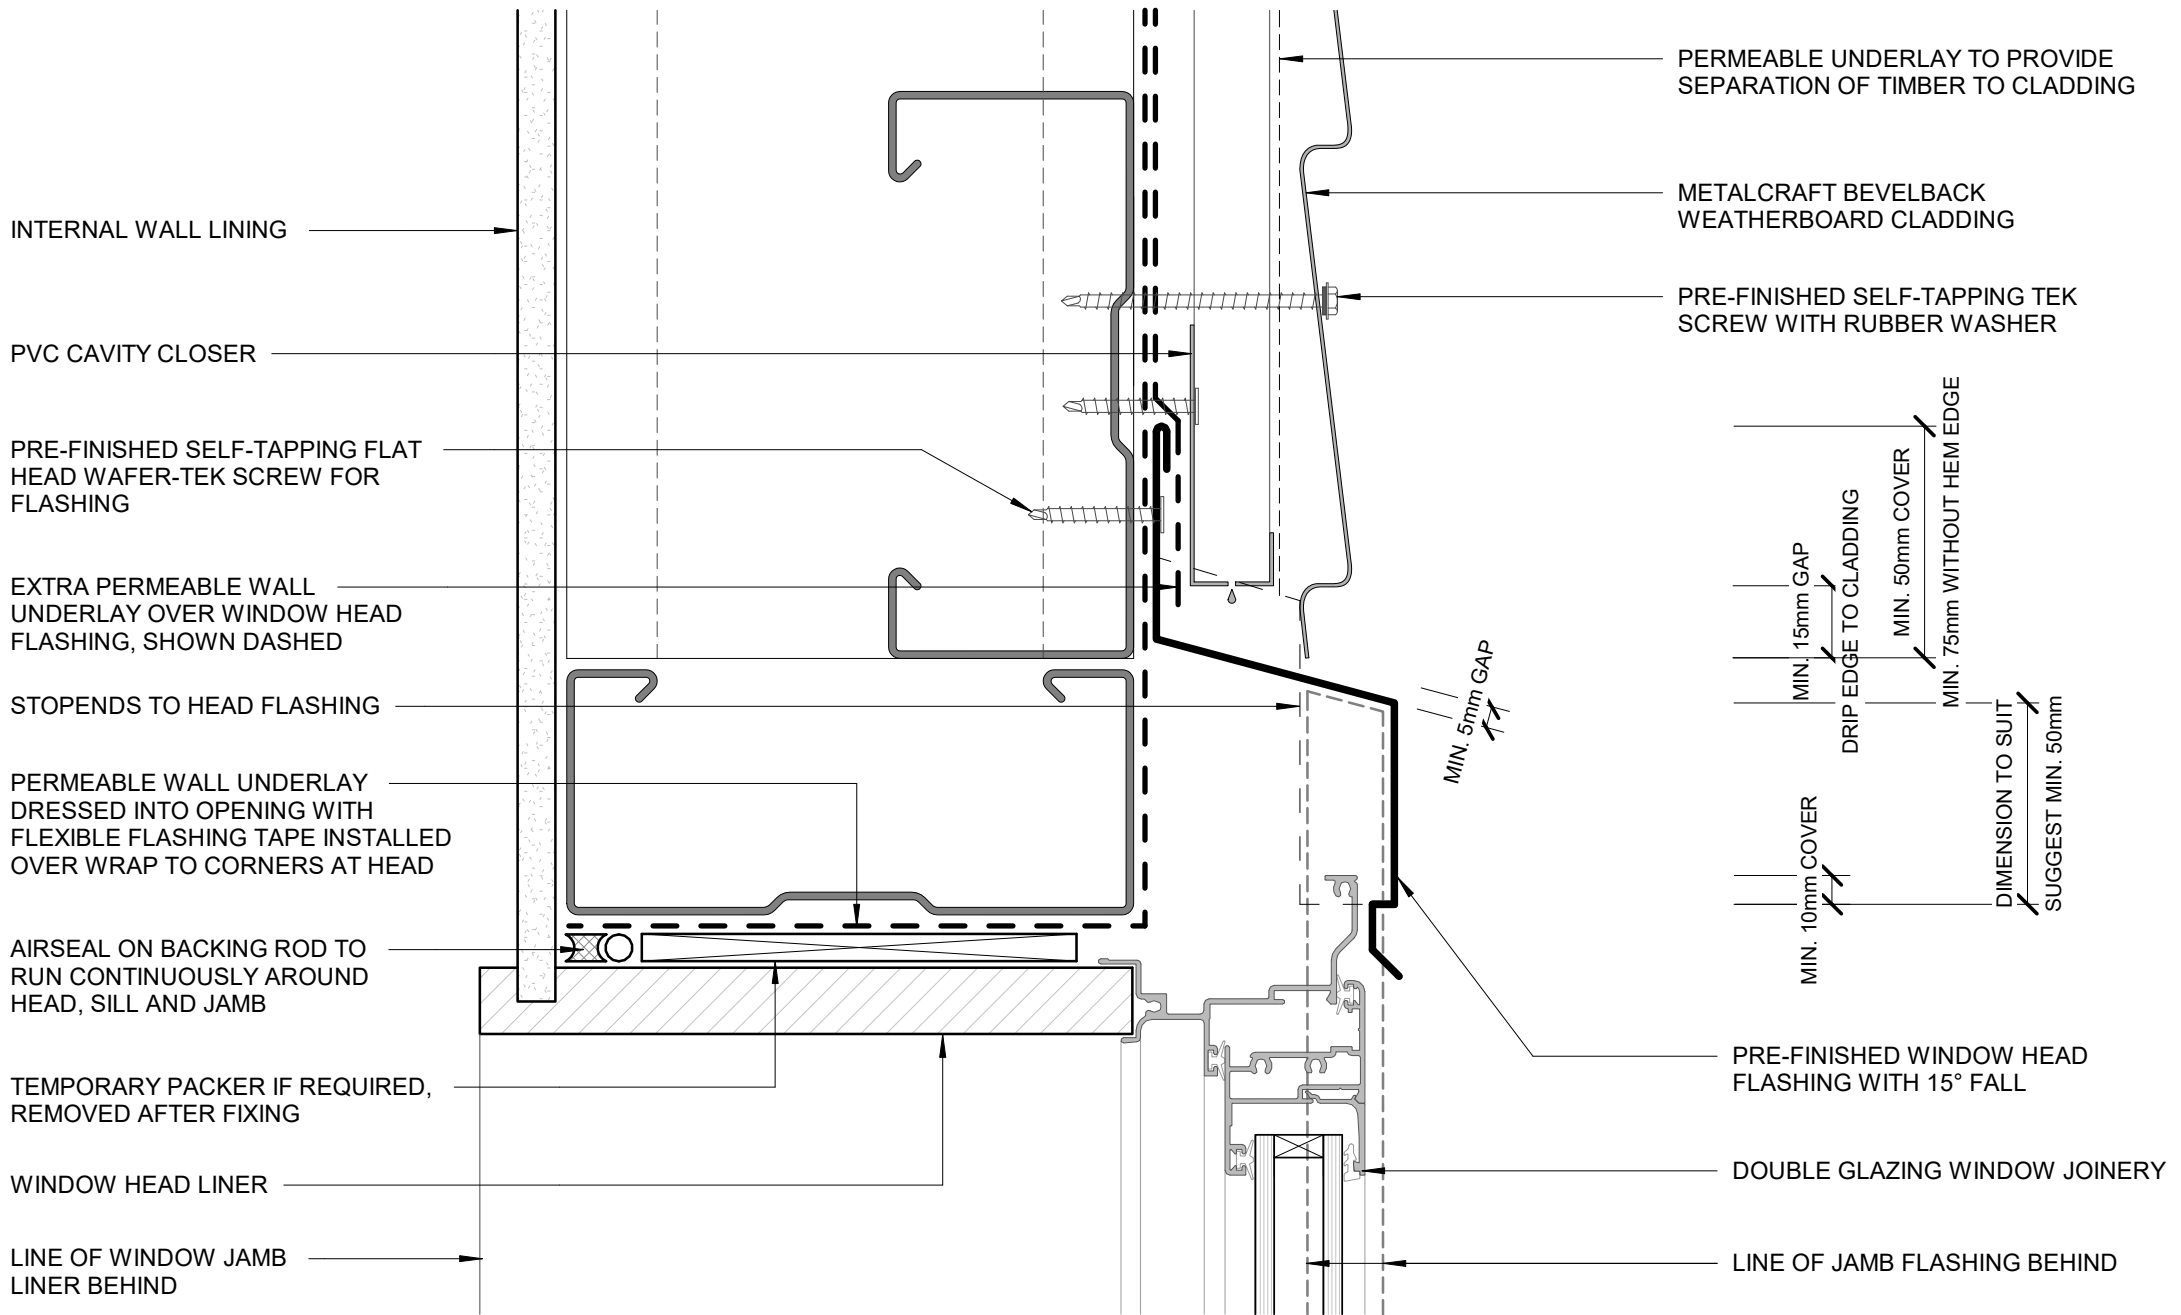 INTERNAL WALL LINING
PVC CAVITY CLOSER
PRE-FINISHED SELF-TAPPING FLAT
HEAD WAFER-TEK SCREW FOR
FLASHING
EXTRA PERMEABLE WALL
UNDERLAY OVER WINDOW HEAD
FLASHING, SHOWN DASHED
STOPENDS TO HEAD FLASHING
PERMEABLE WALL UNDERLAY
DRESSED INTO OPENING WITH
FLEXIBLE FLASHING TAPE INSTALLED
OVER WRAP TO CORNERS AT HEAD
AIRSEAL ON BACKING ROD TO
RUN CONTINUOUSLY AROUND
HEAD, SILL AND JAMB
TEMPORARY PACKER IF REQUIRED,
REMOVED AFTER FIXING
WINDOW HEAD LINER
LINE OF WINDOW JAMB
LINER BEHIND
PERMEABLE UNDERLAY TO PROVIDE
SEPARATION OF TIMBER TO CLADDING
METALCRAFT BEVELBACK
WEATHERBOARD CLADDING
PRE-FINISHED SELF-TAPPING TEK
SCREW WITH RUBBER WASHER
MIN. 5mm GAP
MIN. 15mm GAP
DRIP EDGE TO CLADDING
MIN. 50mm COVER
MIN. 75mm WITHOUT HEM EDGE
MIN. 10mm COVER
DIMENSION TO SUIT
SUGGEST MIN. 50mm
PRE-FINISHED WINDOW HEAD
FLASHING WITH 15° FALL
DOUBLE GLAZING WINDOW JOINERY
LINE OF JAMB FLASHING BEHIND